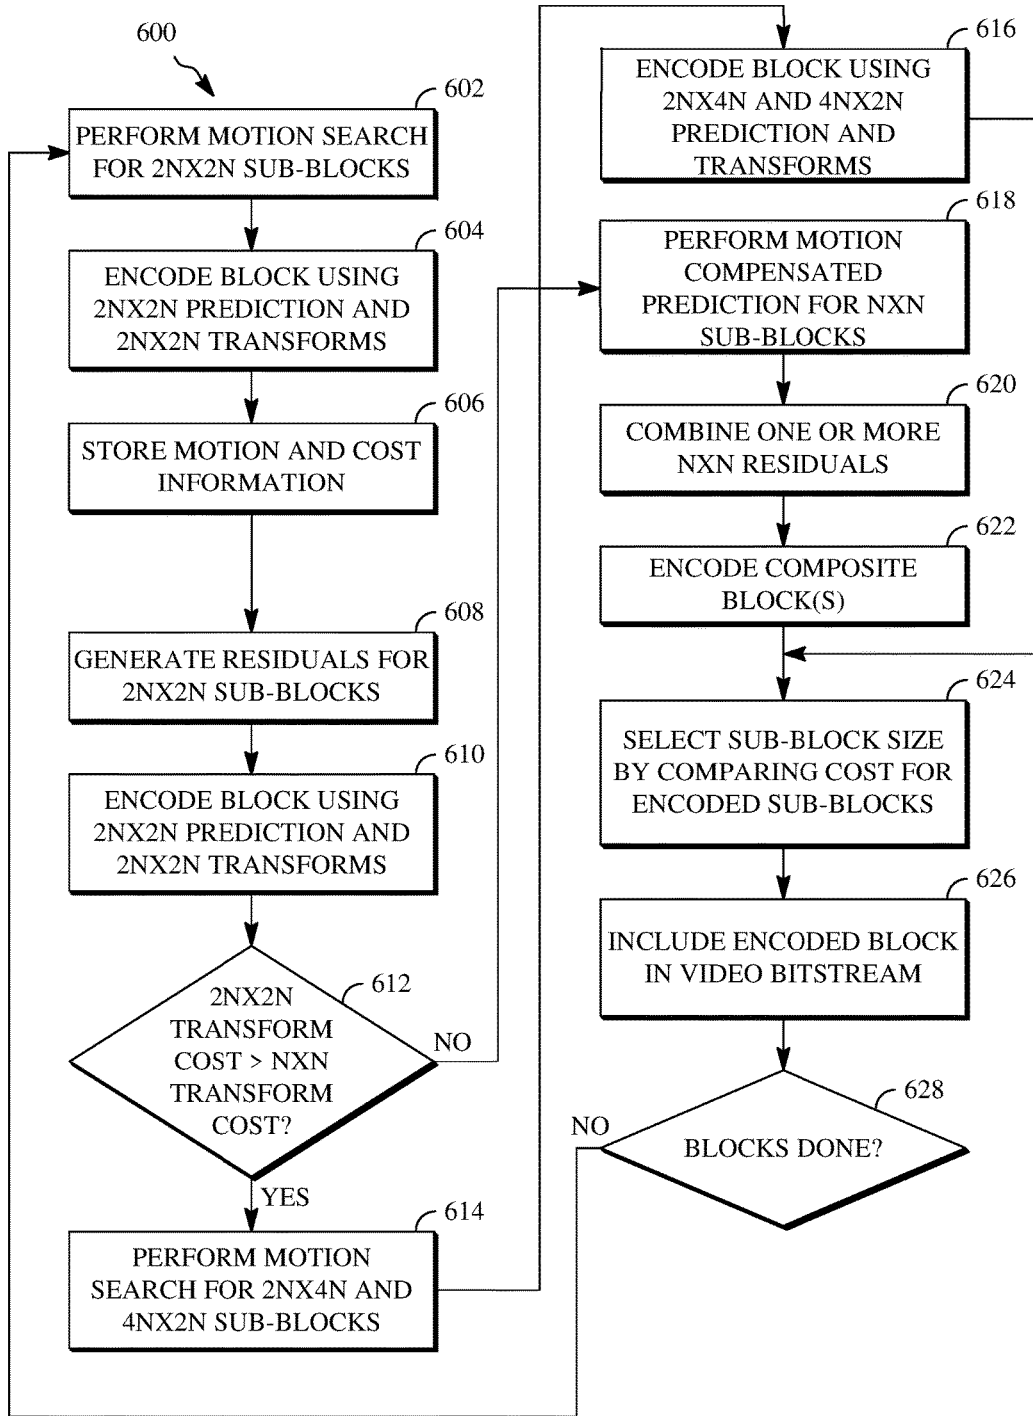 600
602
PERFORM MOTION SEARCH
FOR 2NX2N SUB-BLOCKS
604
ENCODE BLOCK USING
2NX2N PREDICTION AND
2NX2N TRANSFORMS
606
STORE MOTION AND COST
INFORMATION
608
GENERATE RESIDUALS FOR
2NX2N SUB-BLOCKS
610
ENCODE BLOCK USING
2NX2N PREDICTION AND
2NX2N TRANSFORMS
612
2NX2N
TRANSFORM
COST > NXN
TRANSFORM
COST?
NO
YES
614
PERFORM MOTION
SEARCH FOR 2NX4N AND
4NX2N SUB-BLOCKS
616
ENCODE BLOCK USING
2NX4N AND 4NX2N
PREDICTION AND
TRANSFORMS
618
PERFORM MOTION
COMPENSATED
PREDICTION FOR NXN
SUB-BLOCKS
620
COMBINE ONE OR MORE
NXN RESIDUALS
622
ENCODE COMPOSITE
BLOCK(S)
624
SELECT SUB-BLOCK SIZE
BY COMPARING COST FOR
ENCODED SUB-BLOCKS
626
INCLUDE ENCODED BLOCK
IN VIDEO BITSTREAM
628
NO
BLOCKS DONE?